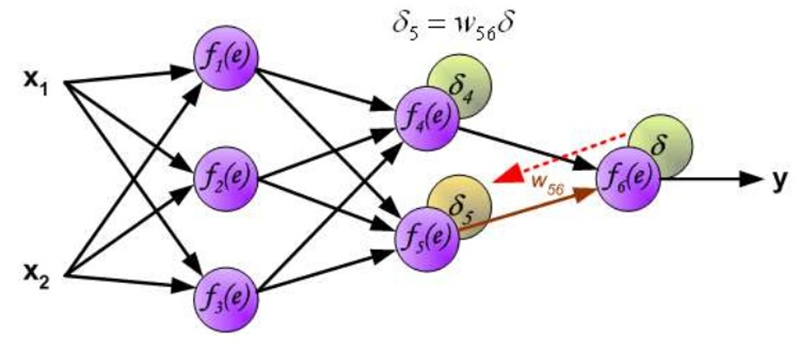 δ₅ = w₅₆δ
x₁
f₁(e)
δ₄
f₄(e)
f₂(e)
δ
w₅₆
f₆(e)
y
δ₅
f₅(e)
x₂
f₃(e)